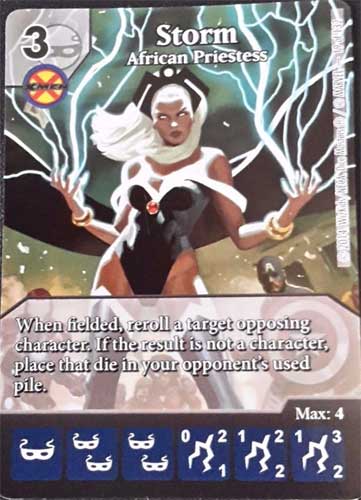 3
Storm
African Priestess
X-MEN
When fielded, reroll a target opposing
character. If the result is not a character,
place that die in your opponent's used
pile.
Max: 4
0 2 1
1 2 2
1 3 2